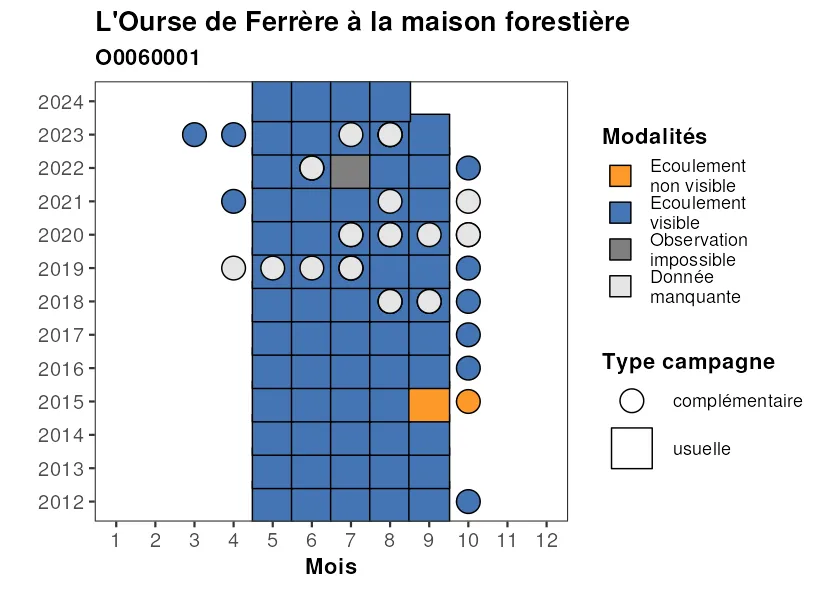 L'Ourse de Ferrère à la maison forestière
O0060001
2024
2023
2022
2021
2020
2019
2018
2017
2016
2015
2014
2013
2012
1 2 3 4 5 6 7 8 9 10 11 12
Mois
Modalités
Ecoulement
non visible
Ecoulement
visible
Observation
impossible
Donnée
manquante
Type campagne
complémentaire
usuelle